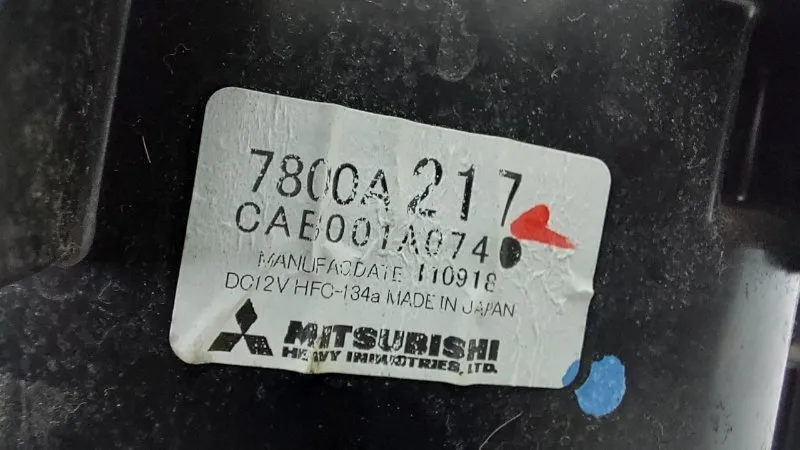 7800A217
CAB001A074
MANUFACDATE 110918
DC12V HFC-134a MADE IN JAPAN
MITSUBISHI
HEAVY INDUSTRIES, LTD.